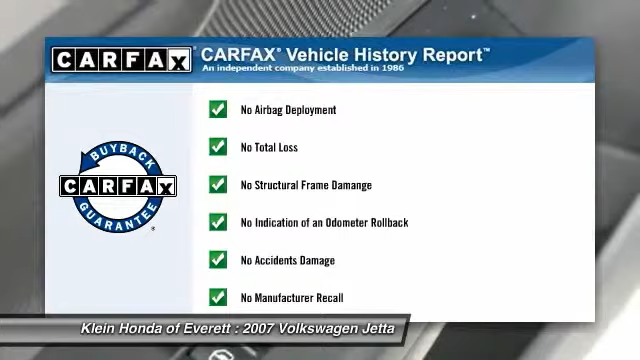 CARFAX® CARFAX® Vehicle History Report™
An independent company established in 1986
No Airbag Deployment
No Total Loss
BUYBACK
CARFAX
GUARANTEE®
No Structural Frame Damange
No Indication of an Odometer Rollback
No Accidents Damage
No Manufacturer Recall
Klein Honda of Everett : 2007 Volkswagen Jetta